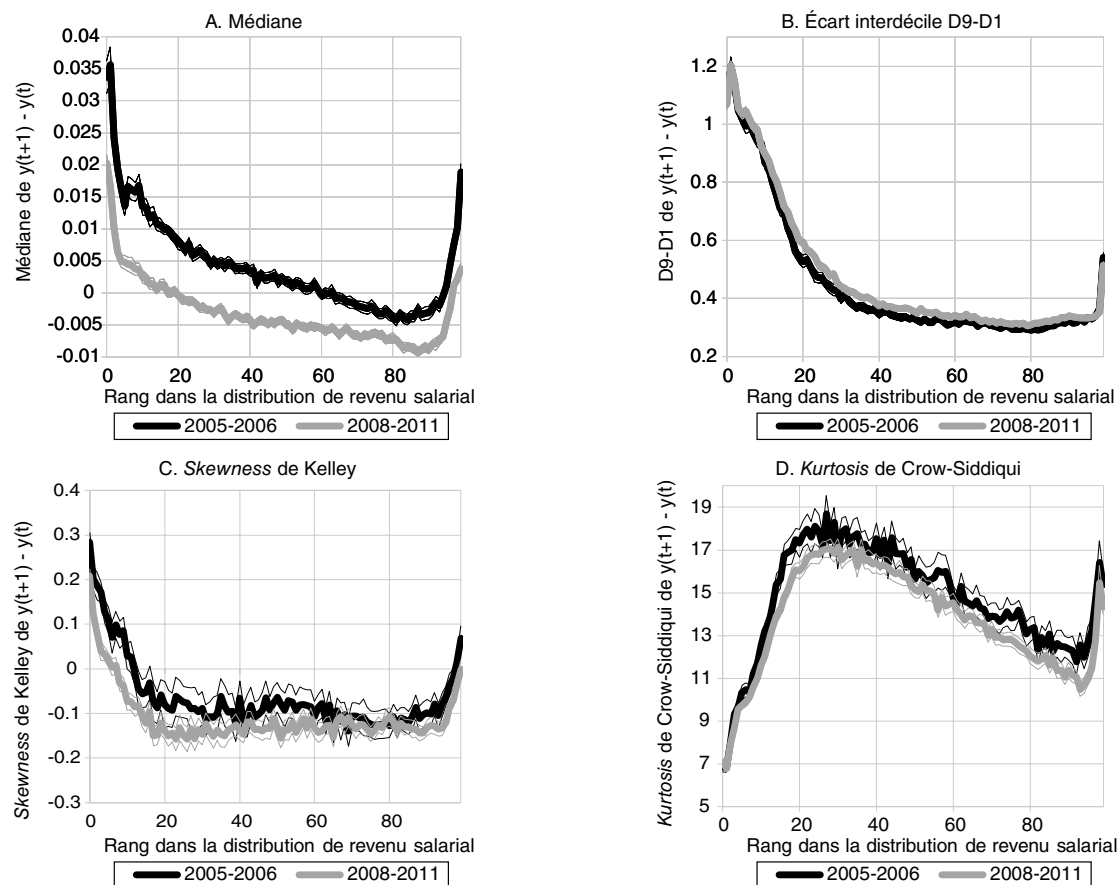 A. Médiane
Médiane de y(t+1) - y(t)
0.04
0.035
0.03
0.025
0.02
0.015
0.01
0.005
0
-0.005
-0.01
0 20 40 60 80
Rang dans la distribution de revenu salarial
2005-2006 2008-2011
B. Écart interdécile D9-D1
D9-D1 de y(t+1) - y(t)
1.2
1
0.8
0.6
0.4
0.2
0 20 40 60 80
Rang dans la distribution de revenu salarial
2005-2006 2008-2011
C. Skewness de Kelley
Skewness de Kelley de y(t+1) - y(t)
0.4
0.3
0.2
0.1
0
-0.1
-0.2
-0.3
0 20 40 60 80
Rang dans la distribution de revenu salarial
2005-2006 2008-2011
D. Kurtosis de Crow-Siddiqui
Kurtosis de Crow-Siddiqui de y(t+1) - y(t)
19
17
15
13
11
9
7
5
0 20 40 60 80
Rang dans la distribution de revenu salarial
2005-2006 2008-2011